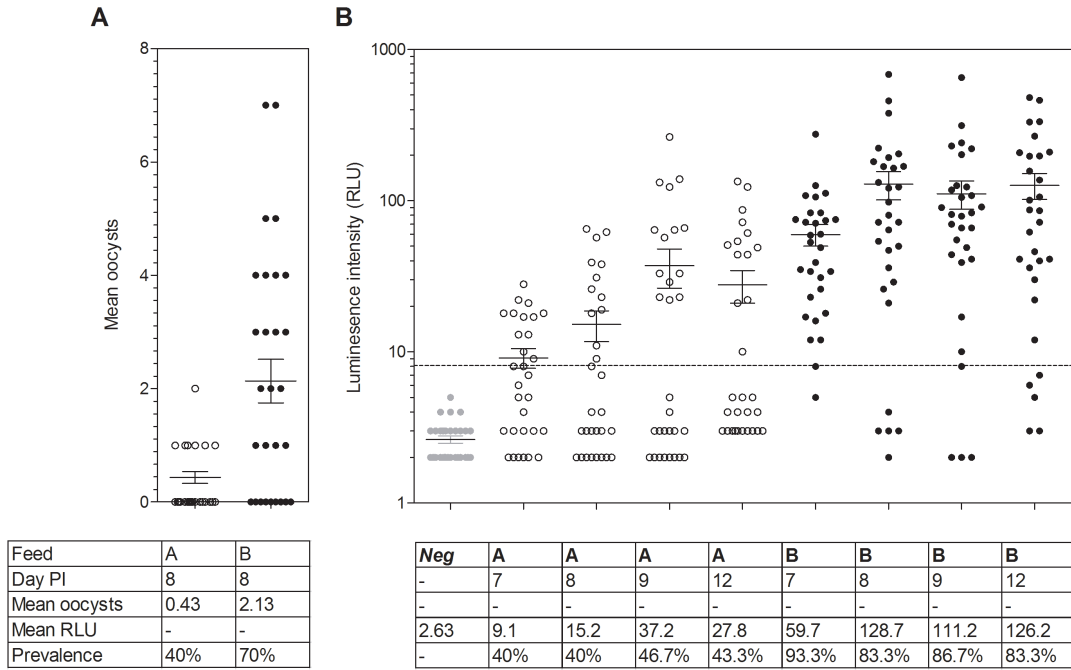 A
B
8
6
4
2
0
Mean oocysts
1000
100
10
1
Luminesence intensity (RLU)
Feed A B
Day PI 8 8
Mean oocysts 0.43 2.13
Mean RLU - -
Prevalence 40% 70%
Neg A A A A B B B B
- 7 8 9 12 7 8 9 12
- - - - - - - - -
2.63 9.1 15.2 37.2 27.8 59.7 128.7 111.2 126.2
- 40% 40% 46.7% 43.3% 93.3% 83.3% 86.7% 83.3%